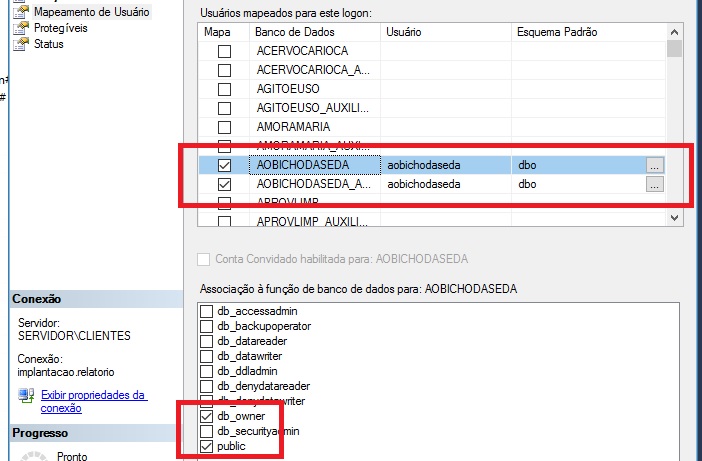 Mapeamento de Usuário
Protegíveis
Status
Conexão
Servidor:
SERVIDOR\CLIENTES
Conexão:
implantacao.relatorio
Exibir propriedades da
conexão
Progresso
Pronto
Usuários mapeados para este logon:
Mapa Banco de Dados Usuário Esquema Padrão
ACERVOCARIOCA
ACERVOCARIOCA_A...
AGITOEUSO
AGITOEUSO_AUXILI...
AMORAMARIA
AMORAMARIA_AUXI...
AOBICHODASEDA aobichodaseda dbo ...
AOBICHODASEDA_A... aobichodaseda dbo ...
APROVLIMP
APROVLIMP_AUXILI...
Conta Convidado habilitada para: AOBICHODASEDA
Associação à função de banco de dados para: AOBICHODASEDA
db_accessadmin
db_backupoperator
db_datareader
db_datawriter
db_ddladmin
db_denydatareader
db_denydatawriter
db_owner
db_securityadmin
public